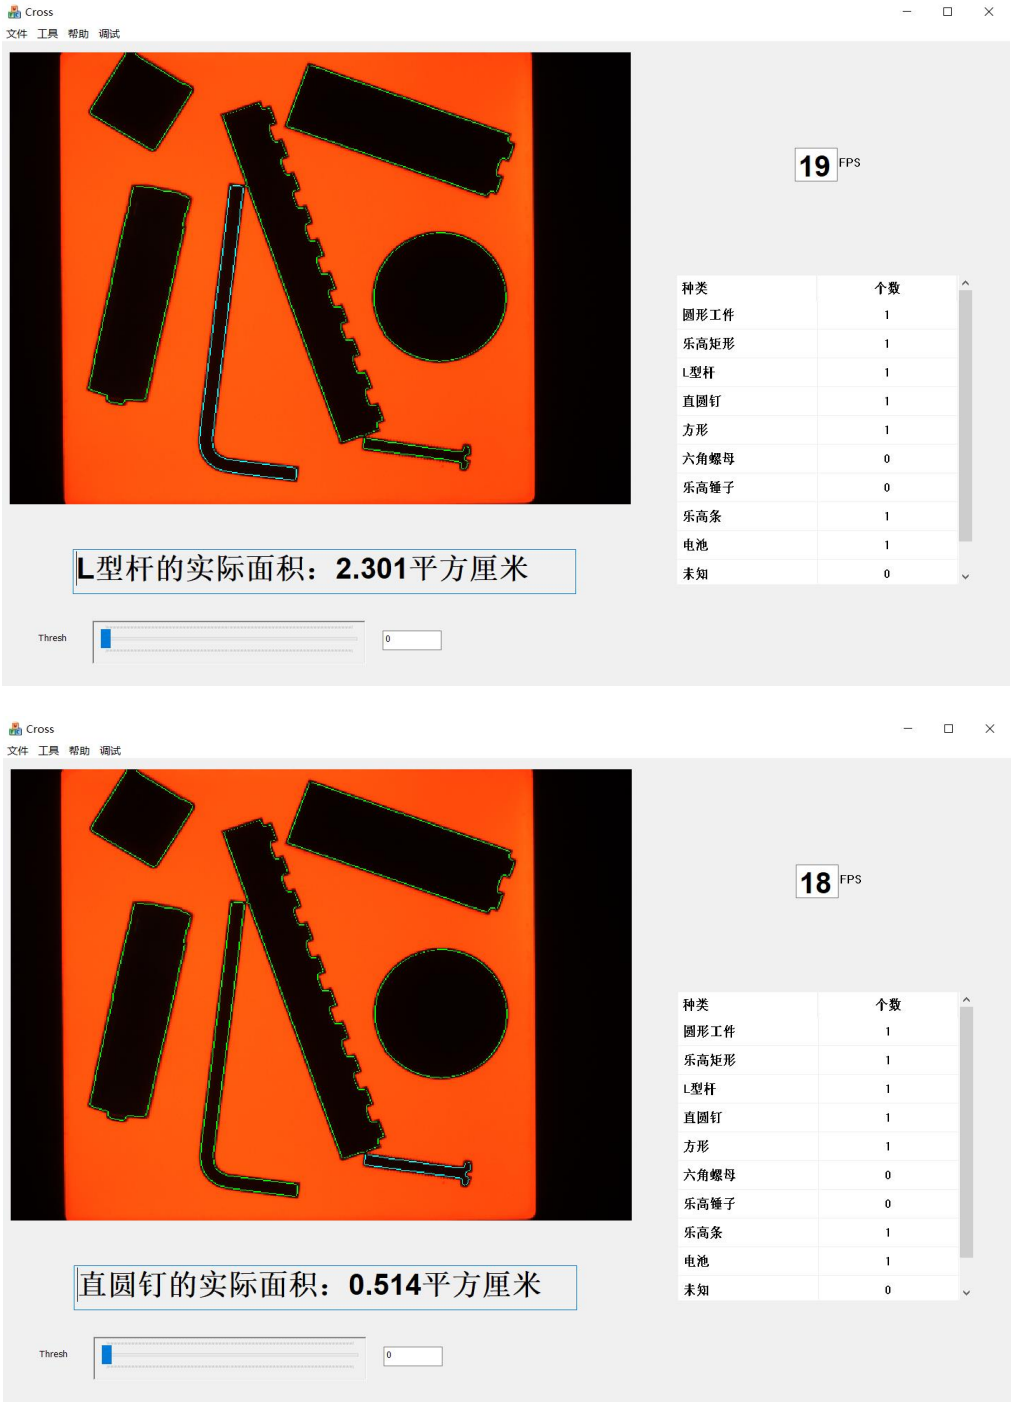 Cross
文件 工具 帮助 调试
19 FPS
种类 个数
圆形工件 1
乐高矩形 1
L型杆 1
直圆钉 1
方形 1
六角螺母 0
乐高锤子 0
乐高条 1
电池 1
未知 0
L型杆的实际面积：2.301平方厘米
Thresh 0
Cross
文件 工具 帮助 调试
18 FPS
种类 个数
圆形工件 1
乐高矩形 1
L型杆 1
直圆钉 1
方形 1
六角螺母 0
乐高锤子 0
乐高条 1
电池 1
未知 0
直圆钉的实际面积：0.514平方厘米
Thresh 0